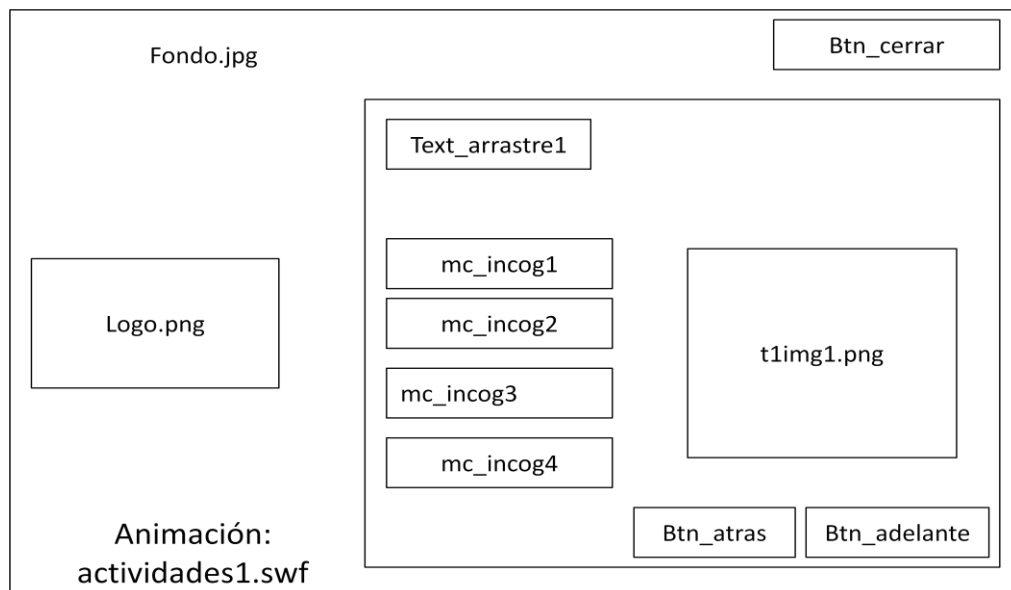 Fondo.jpg
Btn_cerrar
Text_arrastre1
mc_incog1
mc_incog2
mc_incog3
mc_incog4
Logo.png
t1img1.png
Btn_atras
Btn_adelante
Animación:
actividades1.swf